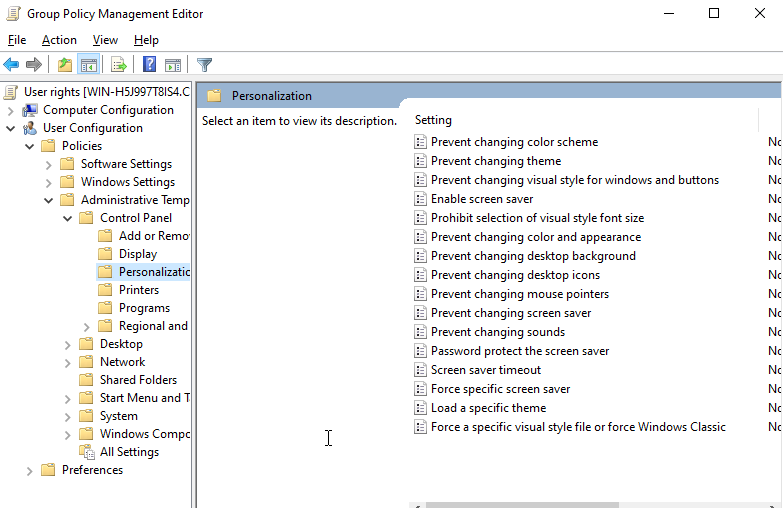 Group Policy Management Editor
File Action View Help
User rights [WIN-H5J997T8IS4.C
Computer Configuration
User Configuration
Policies
Software Settings
Windows Settings
Administrative Temp
Control Panel
Add or Remo
Display
Personalizatic
Printers
Programs
Regional and
Desktop
Network
Shared Folders
Start Menu and T
System
Windows Compo
All Settings
Preferences
Personalization
Select an item to view its description.
Setting
Prevent changing color scheme No
Prevent changing theme No
Prevent changing visual style for windows and buttons No
Enable screen saver No
Prohibit selection of visual style font size No
Prevent changing color and appearance No
Prevent changing desktop background No
Prevent changing desktop icons No
Prevent changing mouse pointers No
Prevent changing screen saver No
Prevent changing sounds No
Password protect the screen saver No
Screen saver timeout No
Force specific screen saver No
Load a specific theme No
Force a specific visual style file or force Windows Classic No